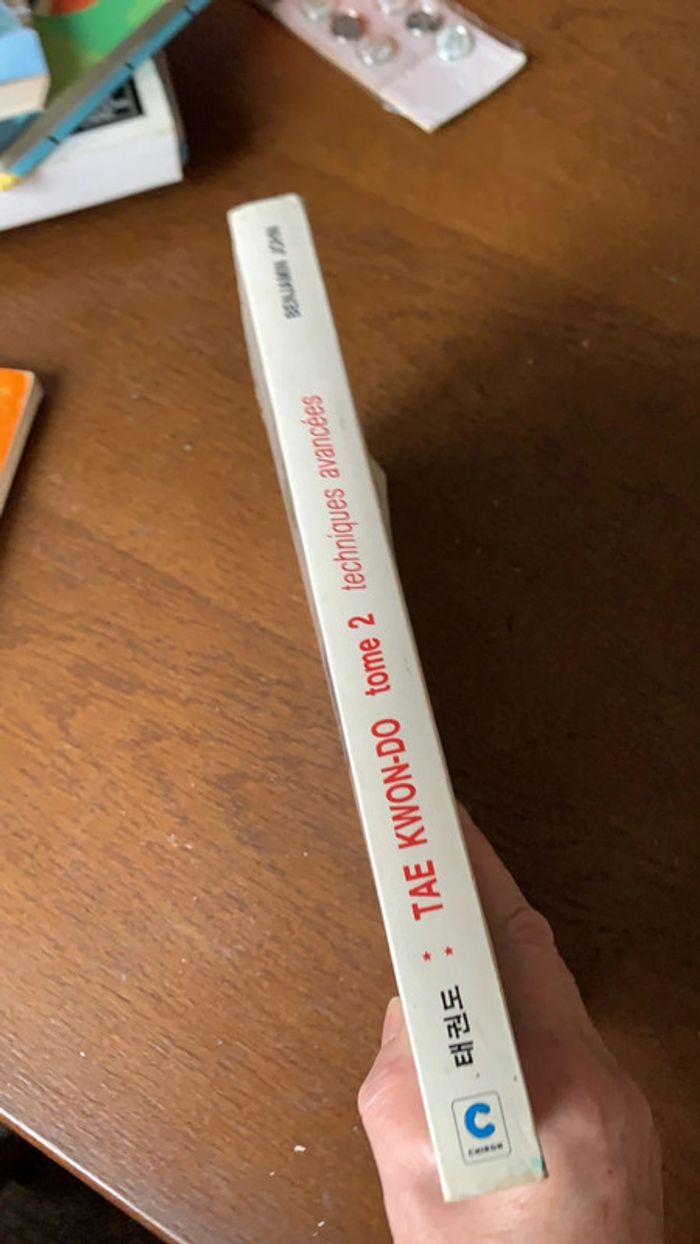 CHIRON
태권도 ** TAE KWON-DO tome 2 techniques avancées BENJAMIN JOHN